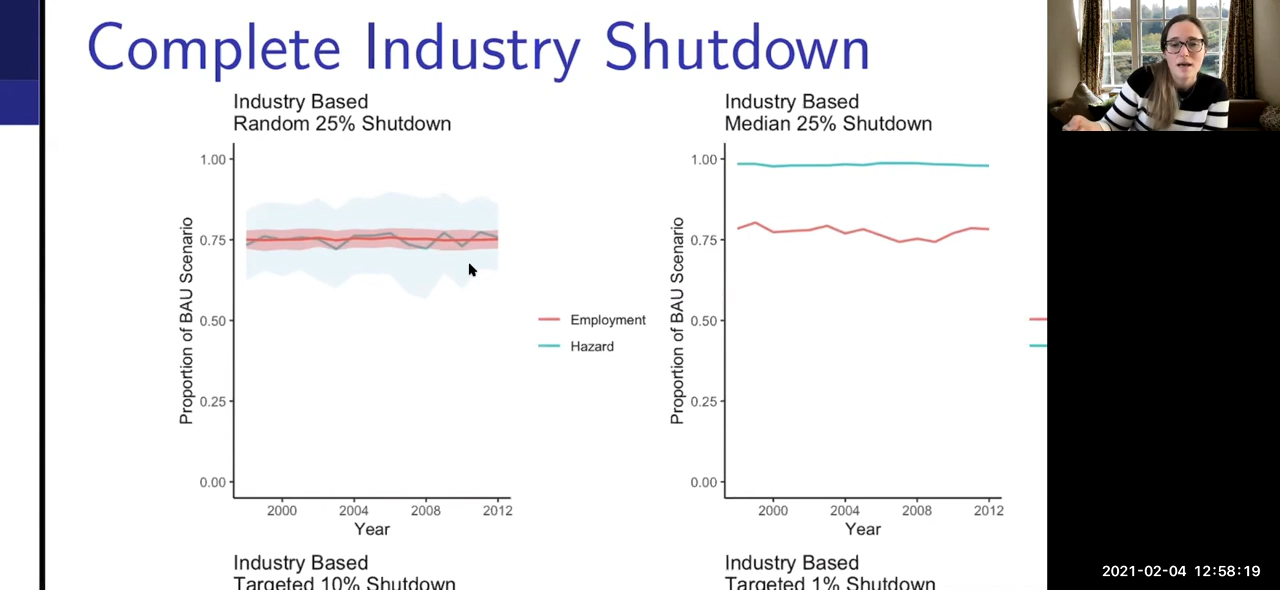 Complete Industry Shutdown
Industry Based
Random 25% Shutdown
1.00
0.75
0.50
0.25
0.00
Proportion of BAU Scenario
2000
2004
2008
2012
Year
Employment
Hazard
Industry Based
Median 25% Shutdown
1.00
0.75
0.50
0.25
0.00
Proportion of BAU Scenario
2000
2004
2008
2012
Year
Industry Based
Targeted 10% Shutdown
Industry Based
Targeted 1% Shutdown
2021-02-04 12:58:19